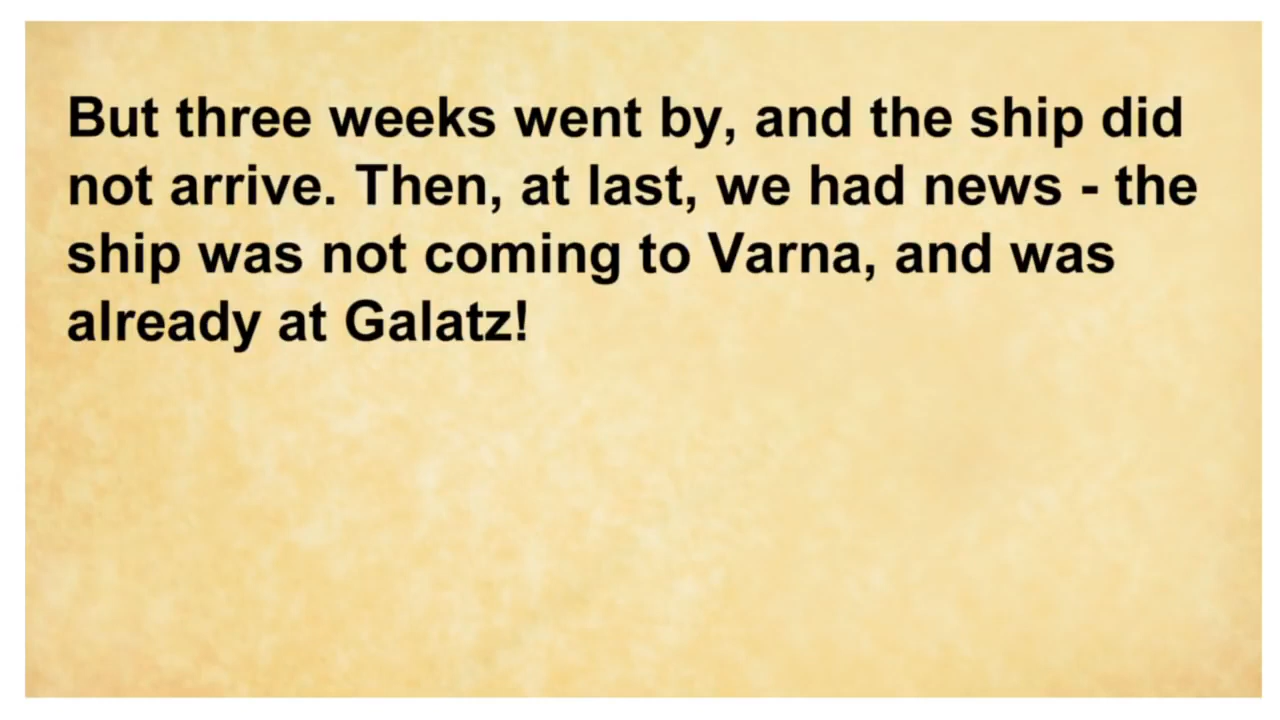 But three weeks went by, and the ship did
not arrive. Then, at last, we had news - the
ship was not coming to Varna, and was
already at Galatz!